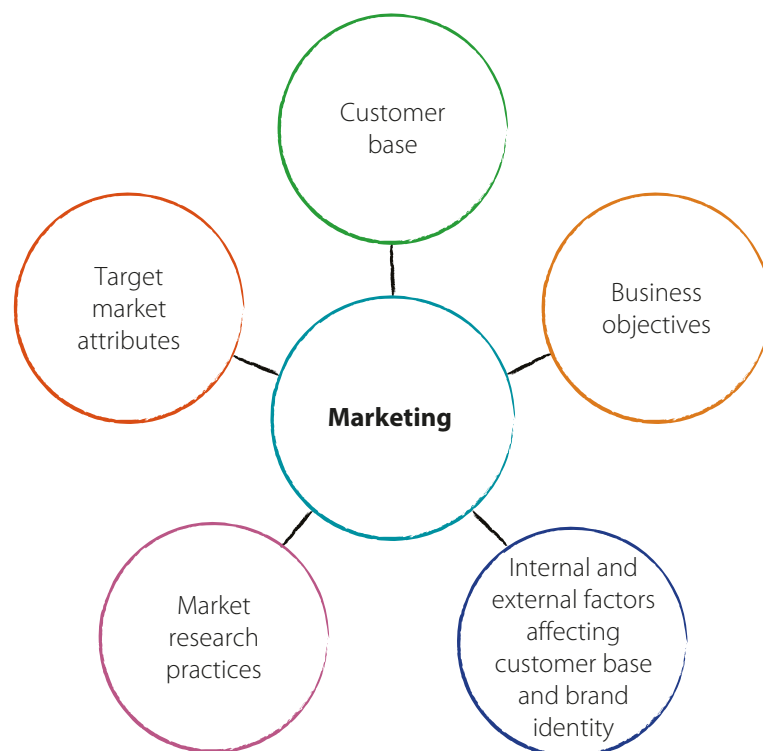 Customer
base
Target
market
attributes
Business
objectives
Marketing
Market
research
practices
Internal and
external factors
affecting
customer base
and brand
identity